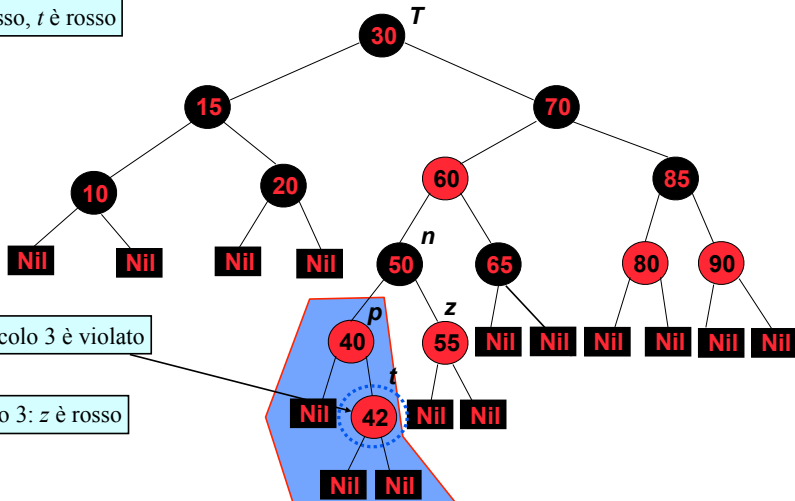 sso, t è rosso
T
30
15
70
10
20
60
85
n
Nil
Nil
Nil
Nil
50
65
80
90
p
z
colo 3 è violato
40
55
Nil
Nil
Nil
Nil
Nil
Nil
t
o 3: z è rosso
Nil
42
Nil
Nil
Nil
Nil